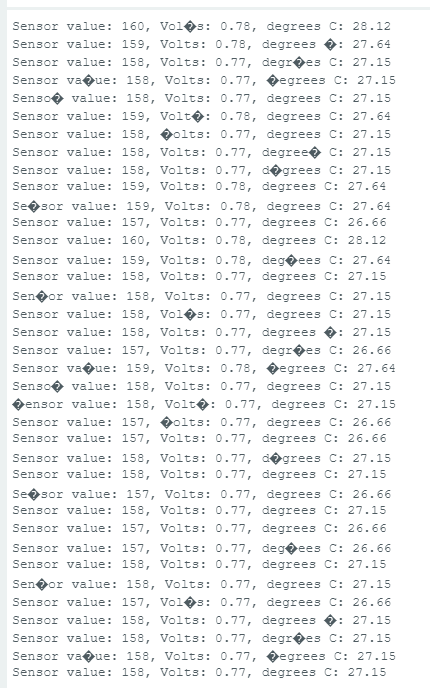 Sensor value: 160, Vol�s: 0.78, degrees C: 28.12
Sensor value: 159, Volts: 0.78, degrees �: 27.64
Sensor value: 158, Volts: 0.77, degr�es C: 27.15
Sensor va�ue: 158, Volts: 0.77, �egrees C: 27.15
Senso� value: 158, Volts: 0.77, degrees C: 27.15
Sensor value: 159, Volt�: 0.78, degrees C: 27.64
Sensor value: 158, �olts: 0.77, degrees C: 27.15
Sensor value: 158, Volts: 0.77, degree� C: 27.15
Sensor value: 158, Volts: 0.77, d�grees C: 27.15
Sensor value: 159, Volts: 0.78, degrees C: 27.64
Se�sor value: 159, Volts: 0.78, degrees C: 27.64
Sensor value: 157, Volts: 0.77, degrees C: 26.66
Sensor value: 160, Volts: 0.78, degrees C: 28.12
Sensor value: 159, Volts: 0.78, deg�ees C: 27.64
Sensor value: 158, Volts: 0.77, degrees C: 27.15
Sen�or value: 158, Volts: 0.77, degrees C: 27.15
Sensor value: 158, Vol�s: 0.77, degrees C: 27.15
Sensor value: 158, Volts: 0.77, degrees �: 27.15
Sensor value: 157, Volts: 0.77, degr�es C: 26.66
Sensor va�ue: 159, Volts: 0.78, �egrees C: 27.64
Senso� value: 158, Volts: 0.77, degrees C: 27.15
�ensor value: 158, Volt�: 0.77, degrees C: 27.15
Sensor value: 157, �olts: 0.77, degrees C: 26.66
Sensor value: 157, Volts: 0.77, degrees C: 26.66
Sensor value: 158, Volts: 0.77, d�grees C: 27.15
Sensor value: 158, Volts: 0.77, degrees C: 27.15
Se�sor value: 157, Volts: 0.77, degrees C: 26.66
Sensor value: 158, Volts: 0.77, degrees C: 27.15
Sensor value: 157, Volts: 0.77, degrees C: 26.66
Sensor value: 157, Volts: 0.77, deg�ees C: 26.66
Sensor value: 158, Volts: 0.77, degrees C: 27.15
Sen�or value: 158, Volts: 0.77, degrees C: 27.15
Sensor value: 157, Vol�s: 0.77, degrees C: 26.66
Sensor value: 158, Volts: 0.77, degrees �: 27.15
Sensor value: 158, Volts: 0.77, degr�es C: 27.15
Sensor va�ue: 158, Volts: 0.77, �egrees C: 27.15
Sensor value: 158, Volts: 0.77, degrees C: 27.15